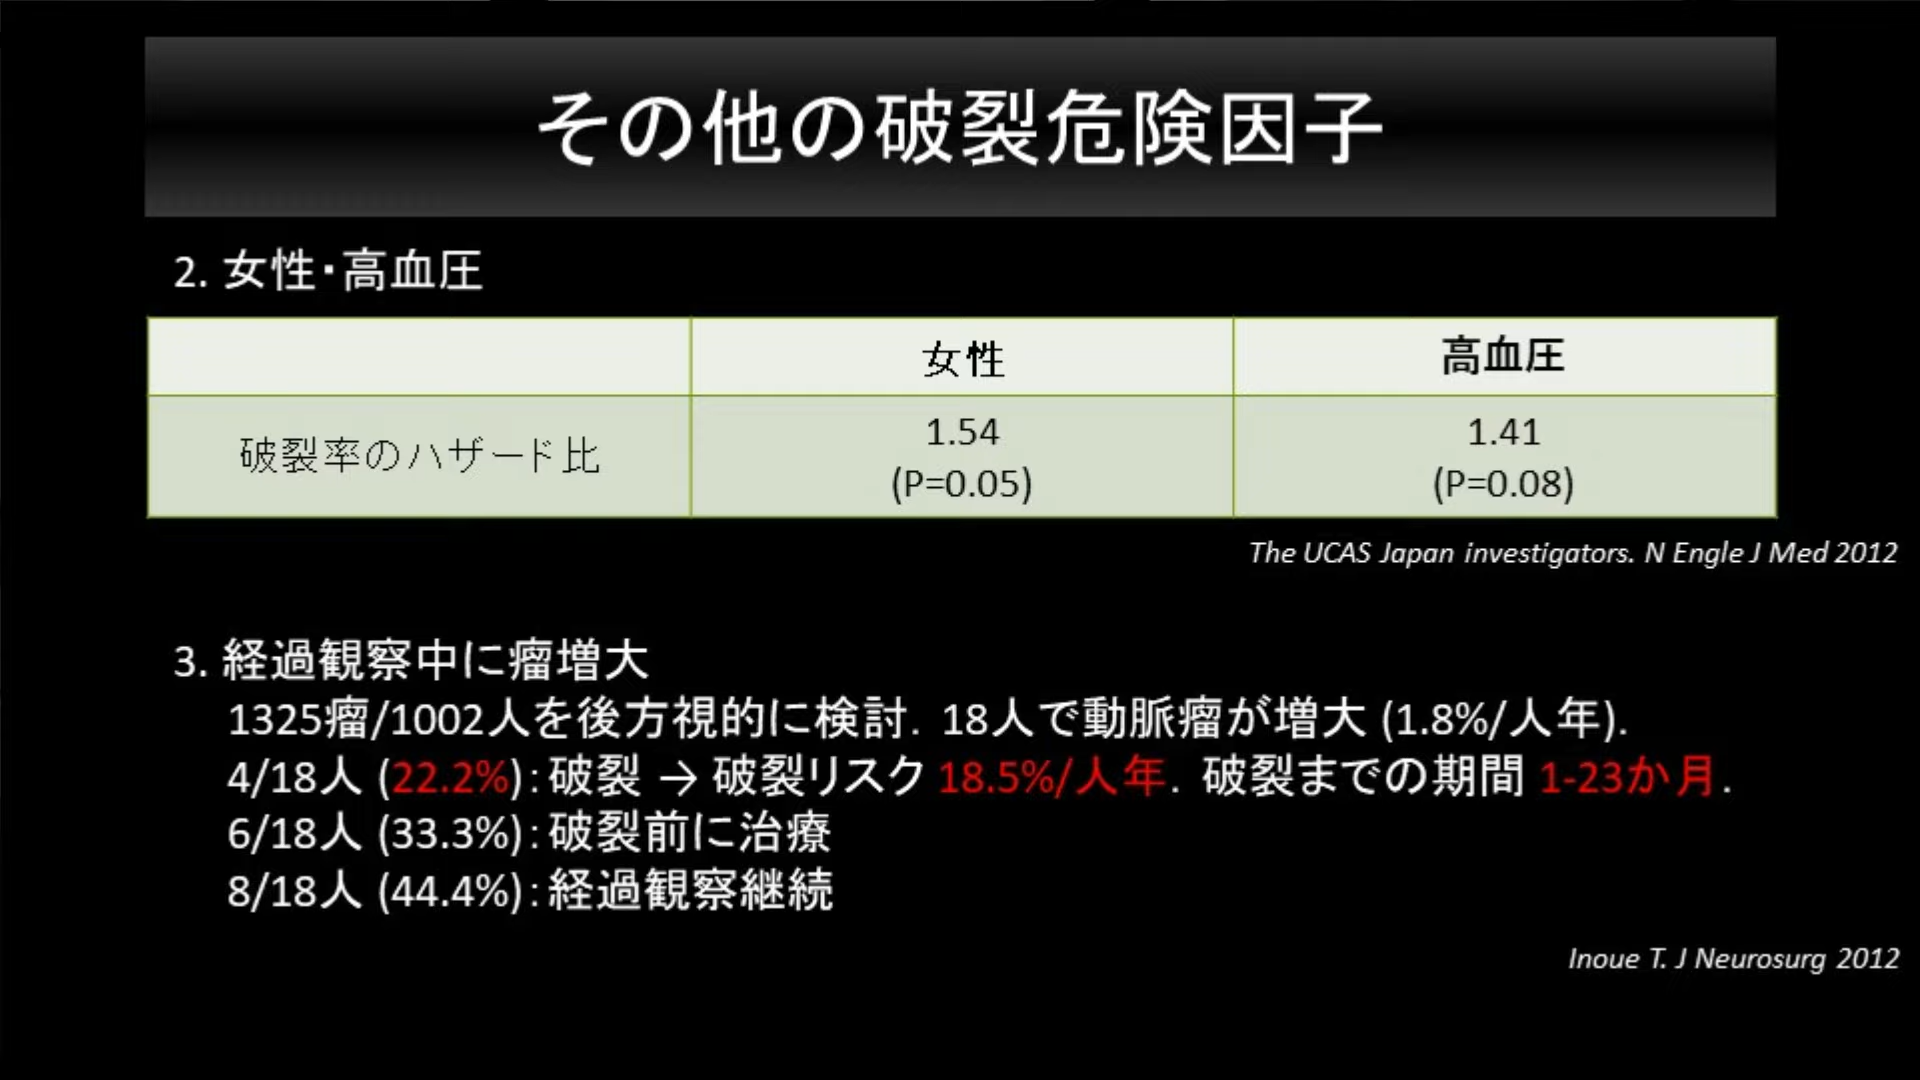 その他の破裂危険因子
2. 女性・高血圧
女性 高血圧
破裂率のハザード比 1.54 (P=0.05) 1.41 (P=0.08)
The UCAS Japan investigators. N Engle J Med 2012
3. 経過観察中に瘤増大
1325瘤/1002人を後方視的に検討. 18人で動脈瘤が増大 (1.8%/人年).
4/18人 (22.2%): 破裂 → 破裂リスク 18.5%/人年. 破裂までの期間 1-23か月.
6/18人 (33.3%): 破裂前に治療
8/18人 (44.4%): 経過観察継続
Inoue T. J Neurosurg 2012